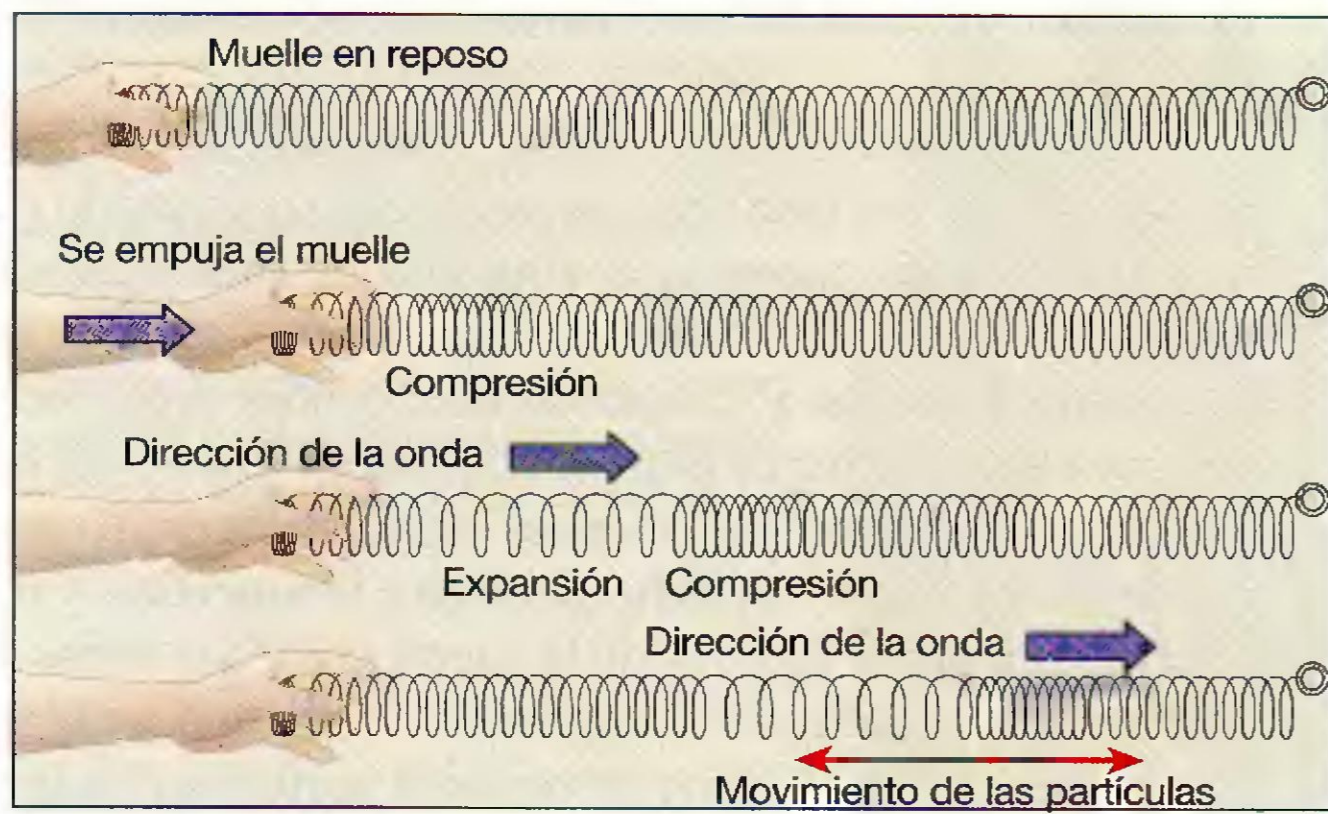 Muelle en reposo
Se empuja el muelle
Compresión
Dirección de la onda
Expansión Compresión
Dirección de la onda
Movimiento de las partículas